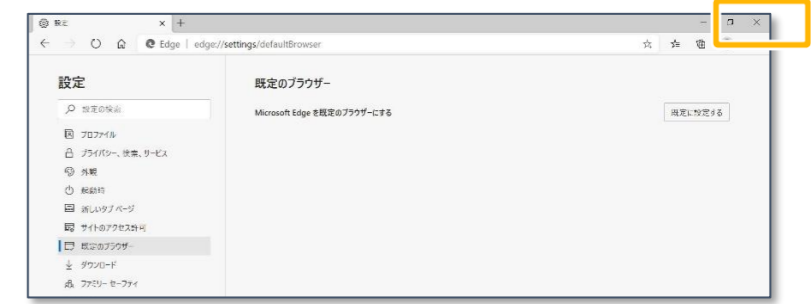 設定
Edge edge://settings/defaultBrowser
設定
設定の検索
プロファイル
プライバシー、検索、サービス
外観
起動時
新しいタブ ページ
サイトのアクセス許可
既定のブラウザー
ダウンロード
ファミリー セーフティ
既定のブラウザー
Microsoft Edge を既定のブラウザーにする
既定に設定する